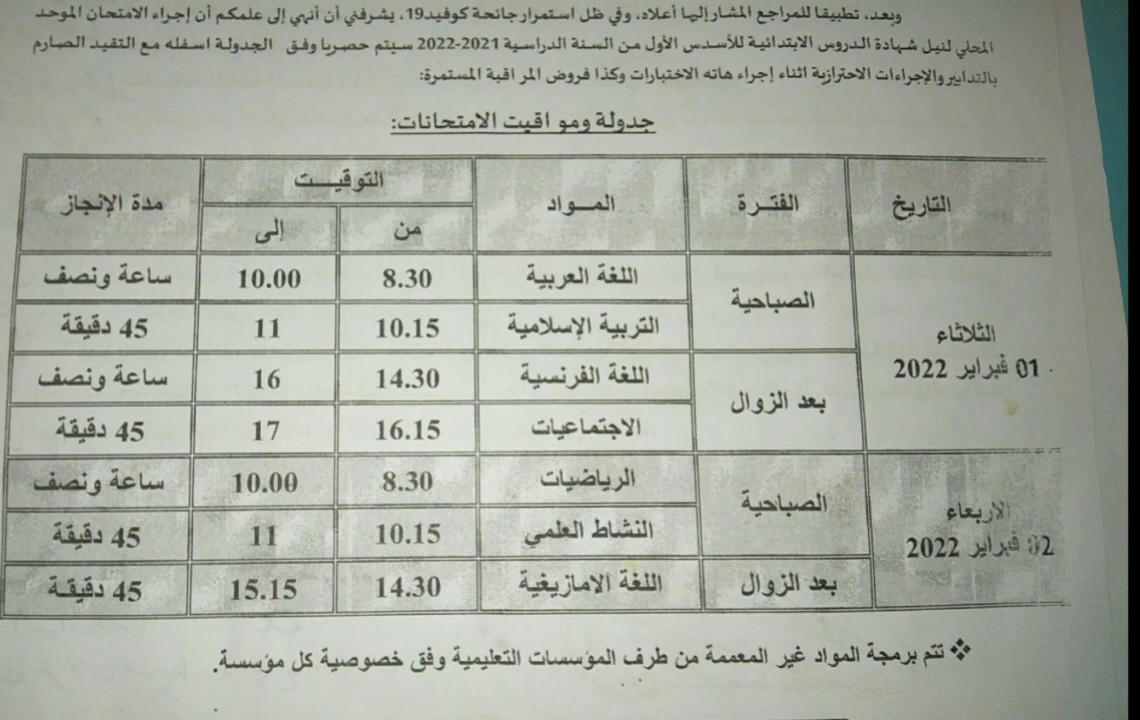 وبعد، تطبيقا للمراجع المشار إليها أعلاه، وفي ظل استمرار جائحة كوفيد19، يشرفني أن أنهي إلى علمكم أن إجراء الامتحان الموحد
المحلي لنيل شهادة الدروس الابتدائية للأسدس الأول من السنة الدراسية 2021-2022 سيتم حصريا وفق الجدولة اسفله مع التقيد الصارم
بالتدابير والإجراءات الاحترازية اثناء إجراء هاته الاختبارات وكذا فروض المراقبة المستمرة:
جدولة ومواقيت الامتحانات:
التاريخ الفترة المـــواد التوقيـــت مدة الإنجاز
من إلى
الثلاثاء 01 فبراير 2022 الصباحية اللغة العربية 8.30 10.00 ساعة ونصف
التربية الإسلامية 10.15 11 45 دقيقة
بعد الزوال اللغة الفرنسية 14.30 16 ساعة ونصف
الاجتماعيات 16.15 17 45 دقيقة
الاربعاء 02 فبراير 2022 الصباحية الرياضيات 8.30 10.00 ساعة ونصف
النشاط العلمي 10.15 11 45 دقيقة
بعد الزوال اللغة الامازيغية 14.30 15.15 45 دقيقة
❖ تتم برمجة المواد غير المعممة من طرف المؤسسات التعليمية وفق خصوصية كل مؤسسة.